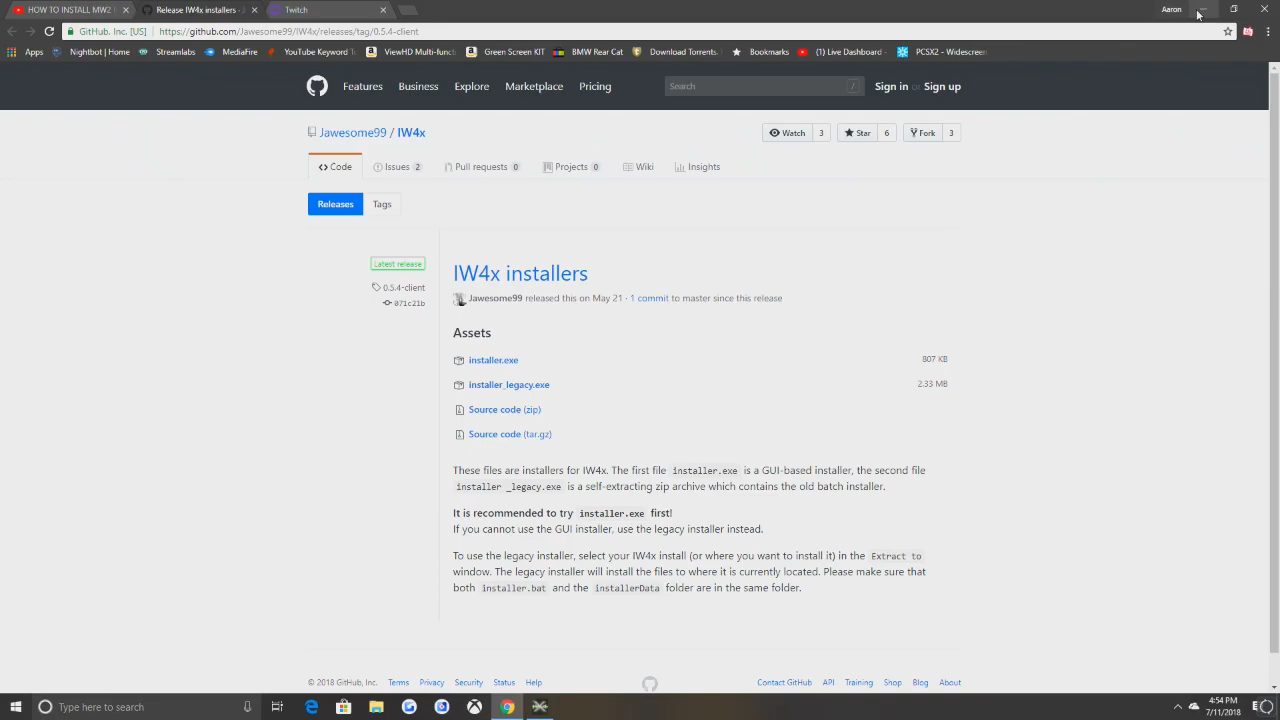 HOW TO INSTALL MW2
Release IW4x installers ·
Twitch
Aaron
GitHub, Inc. [US]
https://github.com/Jawesome99/IW4x/releases/tag/0.5.4-client
Apps
Nightbot | Home
Streamlabs
MediaFire
YouTube Keyword T
ViewHD Multi-functi
Green Screen KIT
BMW Rear Cat
Download Torrents.
Bookmarks
(1) Live Dashboard -
PCSX2 - Widescreen
Features
Business
Explore
Marketplace
Pricing
Search
/
Sign in or Sign up
Jawesome99 / IW4x
Watch 3
Star 6
Fork 3
<> Code
Issues 2
Pull requests 0
Projects 0
Wiki
Insights
Releases
Tags
Latest release
0.5.4-client
071c21b
IW4x installers
Jawesome99 released this on May 21 · 1 commit to master since this release
Assets
installer.exe 807 KB
installer_legacy.exe 2.33 MB
Source code (zip)
Source code (tar.gz)
These files are installers for IW4x. The first file installer.exe is a GUI-based installer, the second file
installer _legacy.exe is a self-extracting zip archive which contains the old batch installer.
It is recommended to try installer.exe first!
If you cannot use the GUI installer, use the legacy installer instead.
To use the legacy installer, select your IW4x install (or where you want to install it) in the Extract to
window. The legacy installer will install the files to where it is currently located. Please make sure that
both installer.bat and the installerData folder are in the same folder.
© 2018 GitHub, Inc.
Terms
Privacy
Security
Status
Help
Contact GitHub
API
Training
Shop
Blog
About
Type here to search
4:54 PM
7/11/2018